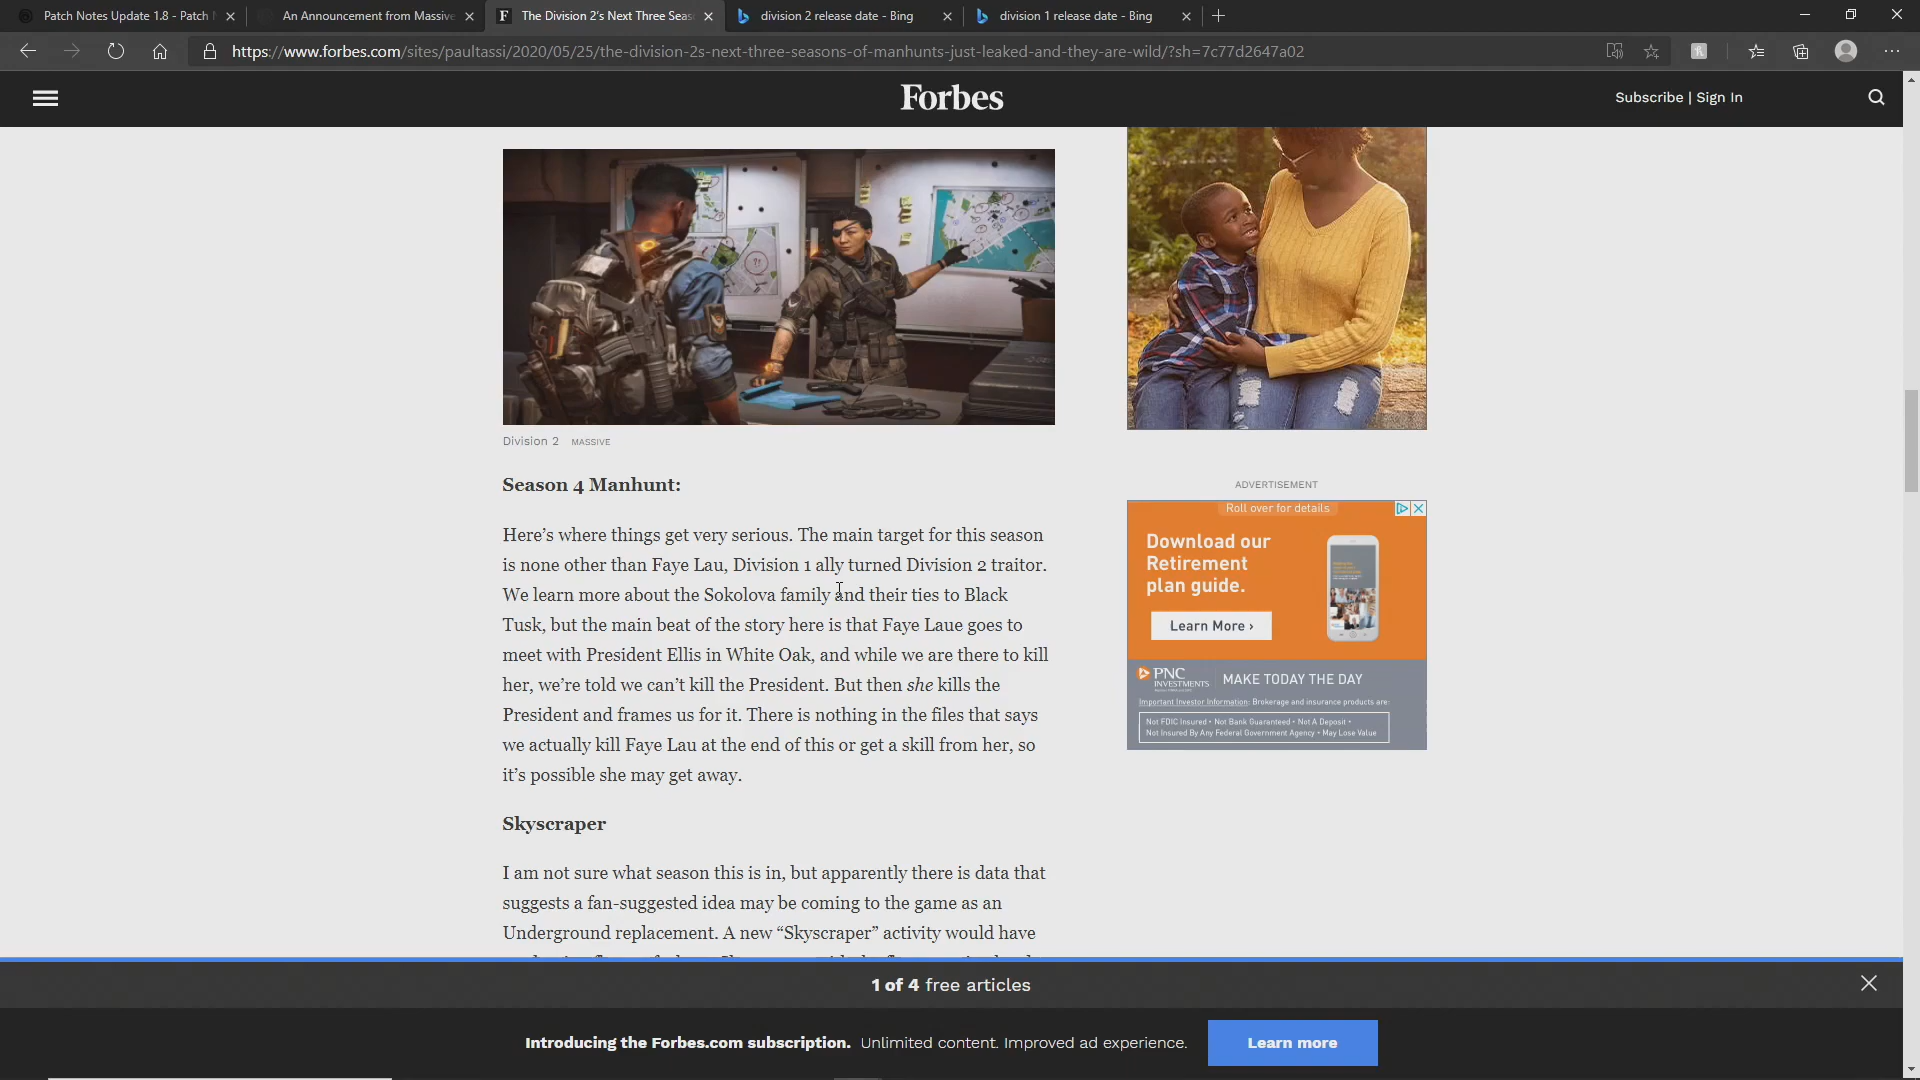 Patch Notes Update 1.8 - Patch
An Announcement from Massive
The Division 2's Next Three Seas
division 2 release date - Bing
division 1 release date - Bing
https://www.forbes.com/sites/paultassi/2020/05/25/the-division-2s-next-three-seasons-of-manhunts-just-leaked-and-they-are-wild/?sh=7c77d2647a02
Forbes
Subscribe | Sign In
Division 2 MASSIVE
Season 4 Manhunt:
Here's where things get very serious. The main target for this season
is none other than Faye Lau, Division 1 ally turned Division 2 traitor.
We learn more about the Sokolova family and their ties to Black
Tusk, but the main beat of the story here is that Faye Laue goes to
meet with President Ellis in White Oak, and while we are there to kill
her, we're told we can't kill the President. But then she kills the
President and frames us for it. There is nothing in the files that says
we actually kill Faye Lau at the end of this or get a skill from her, so
it's possible she may get away.
Skyscraper
I am not sure what season this is in, but apparently there is data that
suggests a fan-suggested idea may be coming to the game as an
Underground replacement. A new “Skyscraper” activity would have
ADVERTISEMENT
Roll over for details
Download our
Retirement
plan guide.
Learn More ›
PNC
INVESTMENTS
MAKE TODAY THE DAY
Important Investor Information: Brokerage and insurance products are:
Not FDIC Insured • Not Bank Guaranteed • Not A Deposit •
Not Insured By Any Federal Government Agency • May Lose Value
1 of 4 free articles
Introducing the Forbes.com subscription. Unlimited content. Improved ad experience.
Learn more